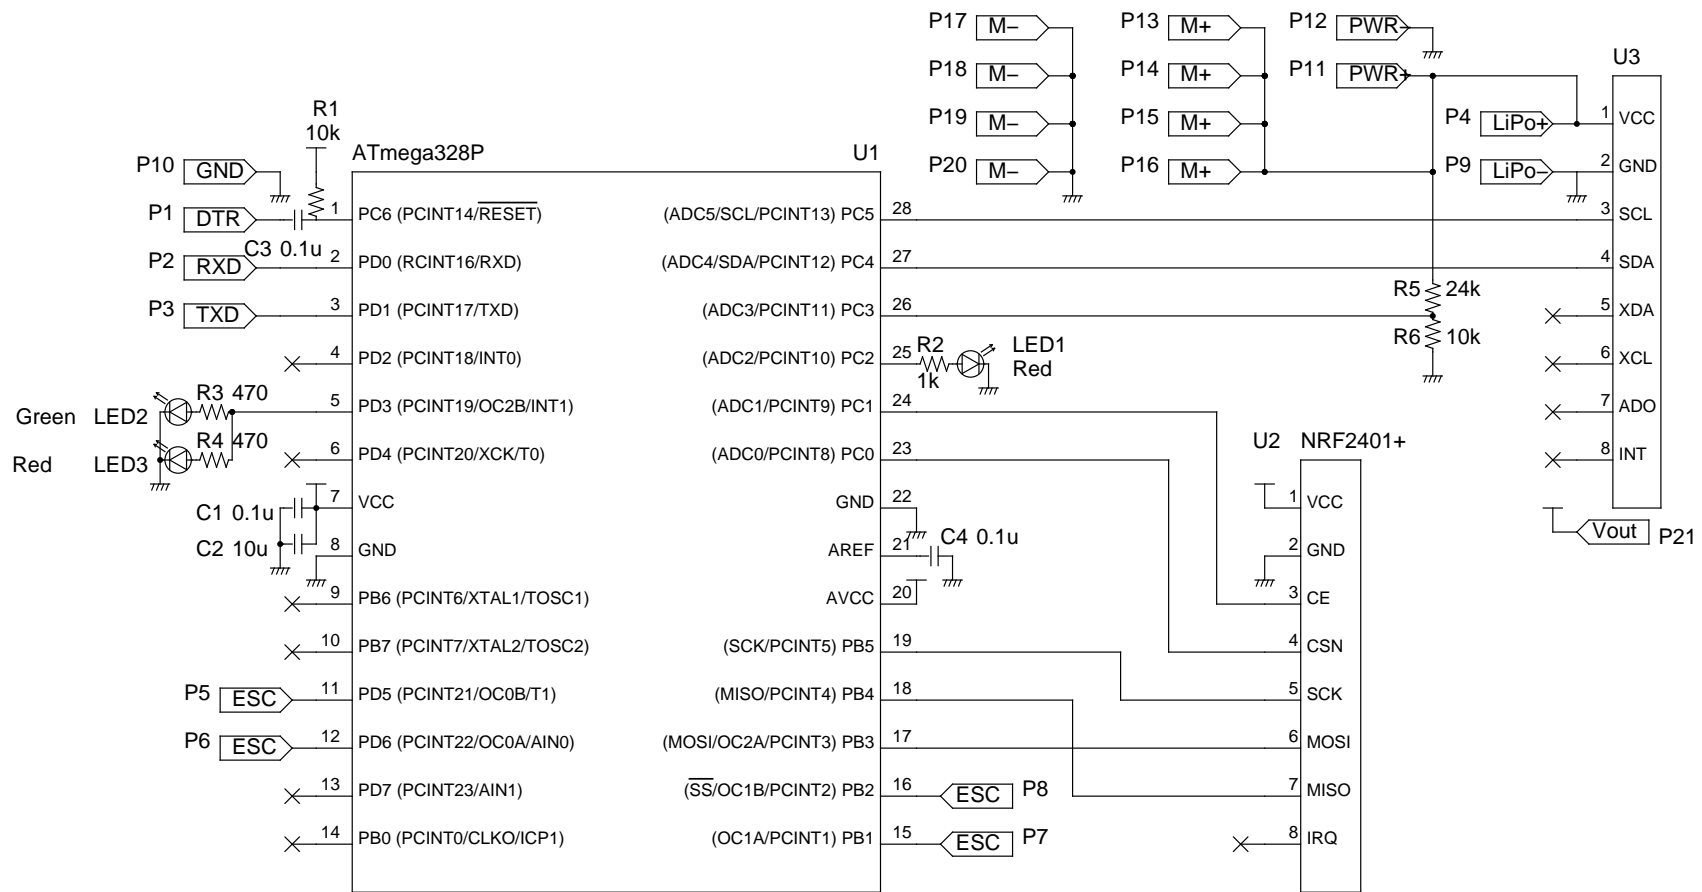 P17 M−
P18 M−
P19 M−
P20 M−
P13 M+
P14 M+
P15 M+
P16 M+
P12 PWR-
P11 PWR+
P4 LiPo+
P9 LiPo−
U3
1 VCC
2 GND
3 SCL
4 SDA
5 XDA
6 XCL
7 ADO
8 INT
Vout P21
R1
10k
P10 GND
P1 DTR
C3 0.1u
P2 RXD
P3 TXD
ATmega328P U1
1 PC6 (PCINT14/RESET)
2 PD0 (RCINT16/RXD)
3 PD1 (PCINT17/TXD)
4 PD2 (PCINT18/INT0)
5 PD3 (PCINT19/OC2B/INT1)
6 PD4 (PCINT20/XCK/T0)
7 VCC
8 GND
9 PB6 (PCINT6/XTAL1/TOSC1)
10 PB7 (PCINT7/XTAL2/TOSC2)
11 PD5 (PCINT21/OC0B/T1)
12 PD6 (PCINT22/OC0A/AIN0)
13 PD7 (PCINT23/AIN1)
14 PB0 (PCINT0/CLKO/ICP1)
(ADC5/SCL/PCINT13) PC5 28
(ADC4/SDA/PCINT12) PC4 27
(ADC3/PCINT11) PC3 26
(ADC2/PCINT10) PC2 25
(ADC1/PCINT9) PC1 24
(ADC0/PCINT8) PC0 23
GND 22
AREF 21
AVCC 20
(SCK/PCINT5) PB5 19
(MISO/PCINT4) PB4 18
(MOSI/OC2A/PCINT3) PB3 17
(SS/OC1B/PCINT2) PB2 16
(OC1A/PCINT1) PB1 15
R3 470
Green LED2
R4 470
Red LED3
C1 0.1u
C2 10u
P5 ESC
P6 ESC
R5 24k
R6 10k
R2
1k
LED1
Red
C4 0.1u
ESC P8
ESC P7
U2 NRF2401+
1 VCC
2 GND
3 CE
4 CSN
5 SCK
6 MOSI
7 MISO
8 IRQ